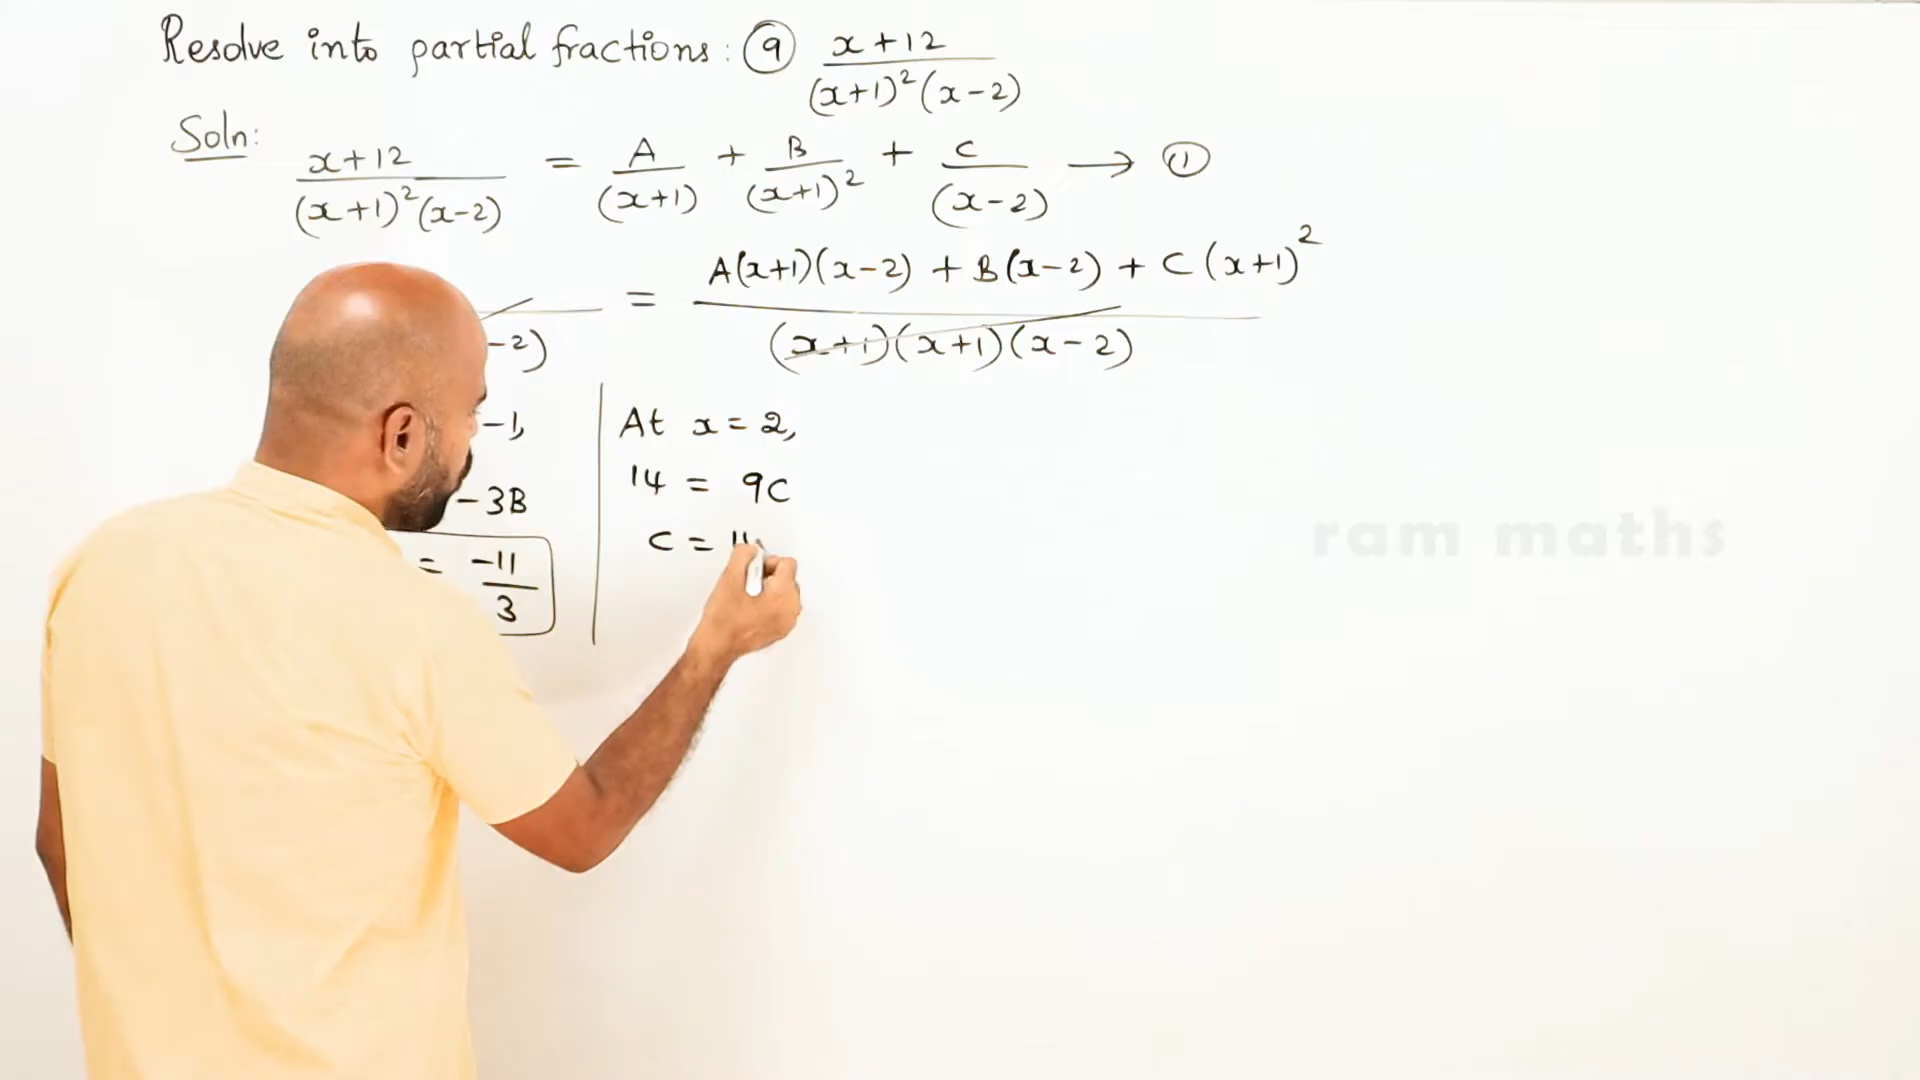 Resolve into partial fractions : ⑨ x+12 / (x+1)²(x-2)
Soln: x+12 / (x+1)²(x-2) = A / (x+1) + B / (x+1)² + C / (x-2) → ①
-2) = A(x+1)(x-2) + B(x-2) + C(x+1)² / (x+1)(x+1)(x-2)
-1,
-3B
= -11 / 3
At x = 2,
14 = 9C
C = 14
ram maths